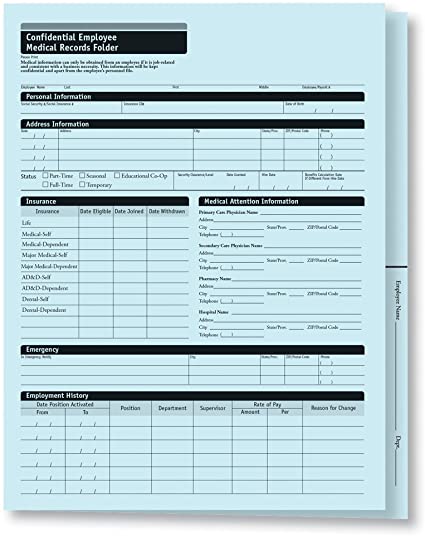 Confidential Employee
Medical Records Folder
Please Print
Medical information can only be obtained from an employee if it is job-related
and consistent with a business necessity. This information will be kept
confidential and apart from the employee's personnel file.
Employee Name Last First Middle
Personal Information
Date of Birth
/ /
Address Information
Date Address City State/Prov. ZIP/Postal Code Phone
/ / ( )
/ / ( )
/ / ( )
/ / ( )
Status Part-Time Seasonal Educational Co-Op Security Clearance/Level Date Granted Hire Date Benefits Calculation Date
If Different From Hire Date
Full-Time Temporary / / / / / /
Insurance
Insurance Date Eligible Date Joined Date Withdrawn
Life
Medical-Self
Medical-Dependent
Major Medical-Self
Major Medical-Dependent
AD&D-Self
AD&D-Dependent
Dental-Self
Dental-Dependent
Medical Attention Information
Primary Care Physician Name
Address
City State/Prov. ZIP/Postal Code
Telephone ( )
Secondary Care Physician Name
Address
City State/Prov. ZIP/Postal Code
Telephone ( )
Pharmacy Name
Address
City State/Prov. ZIP/Postal Code
Telephone ( )
Hospital Name
Address
City State/Prov. ZIP/Postal Code
Telephone ( )
Emergency
In Emergency Notify City State/Prov. ZIP/Postal Code Phone
( )
( )
( )
Employment History
Date Position Activated Position Department Supervisor Rate of Pay Reason for Change
From To Amount Per
/ / / /
/ / / /
/ / / /
/ / / /
/ / / /
/ / / /
Employee Name
Dept.